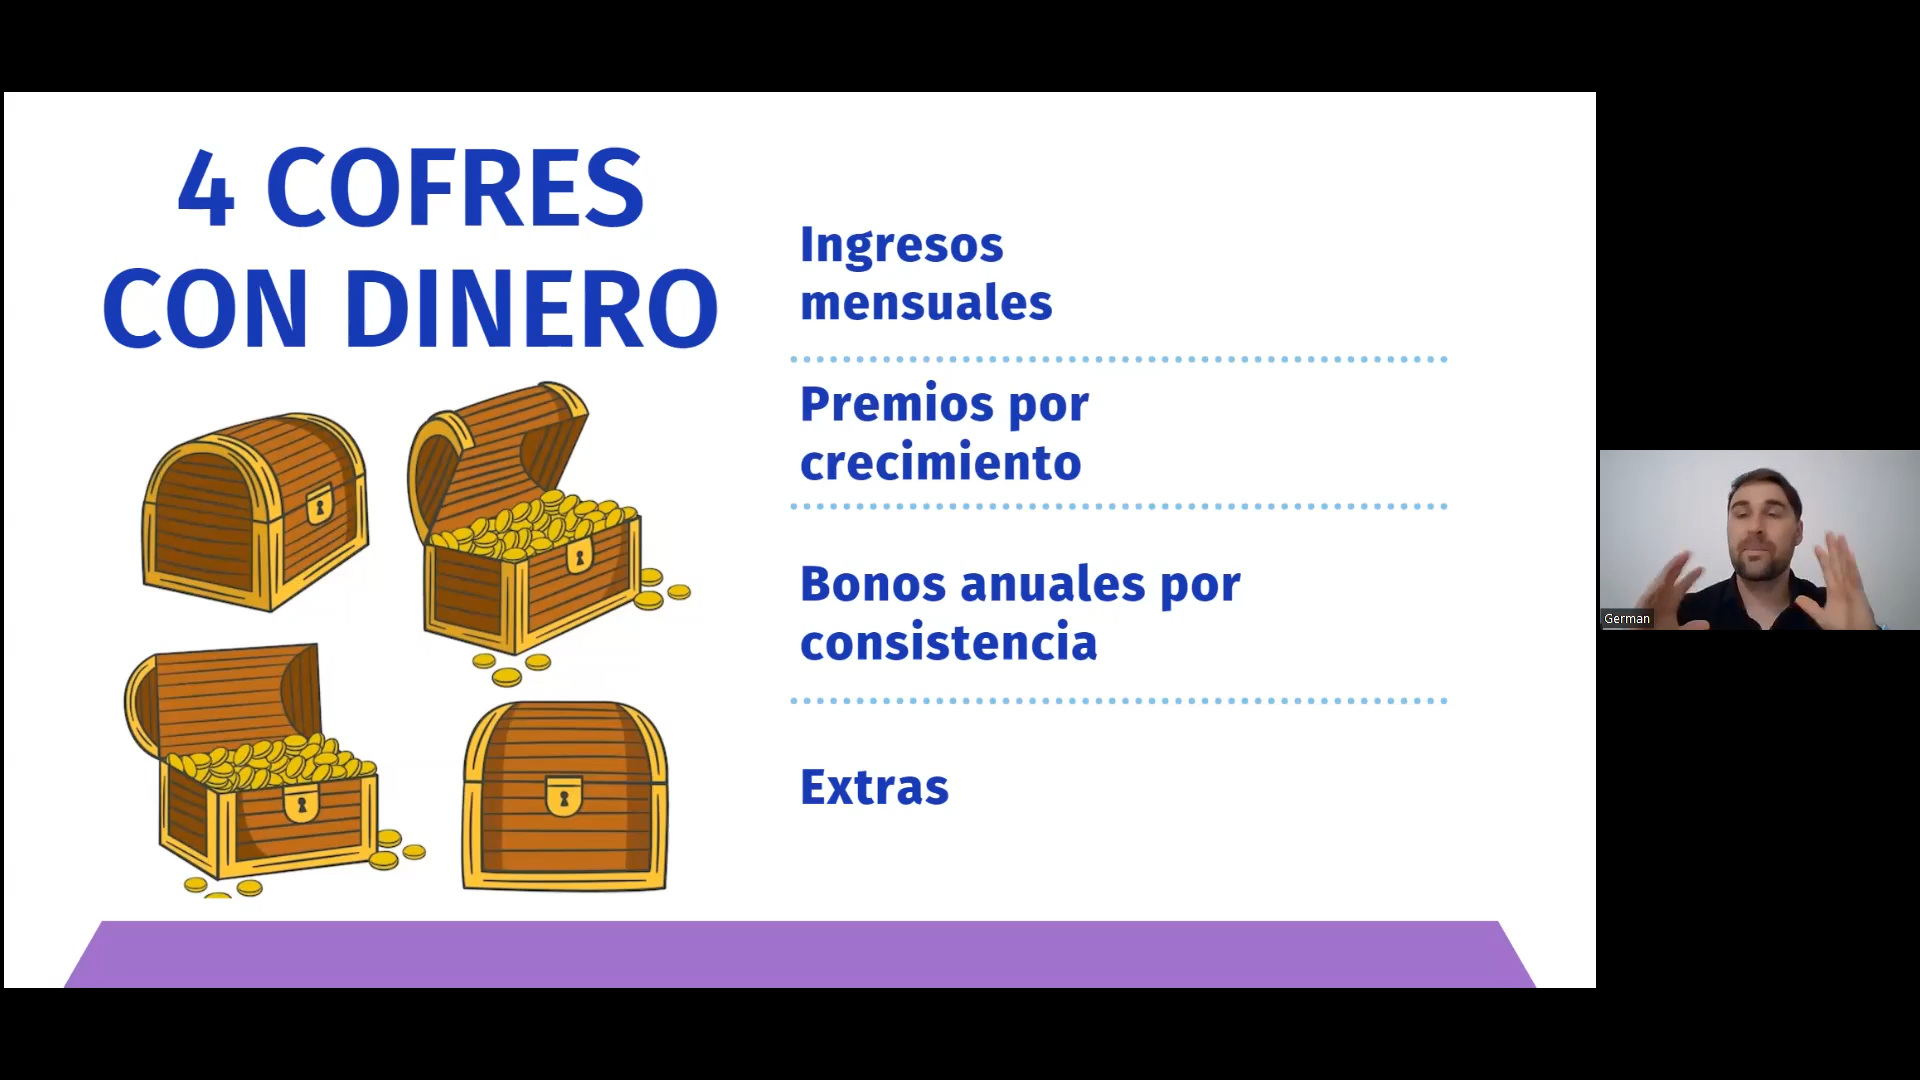 4 COFRES
CON DINERO
Ingresos
mensuales
Premios por
crecimiento
Bonos anuales por
consistencia
Extras
German